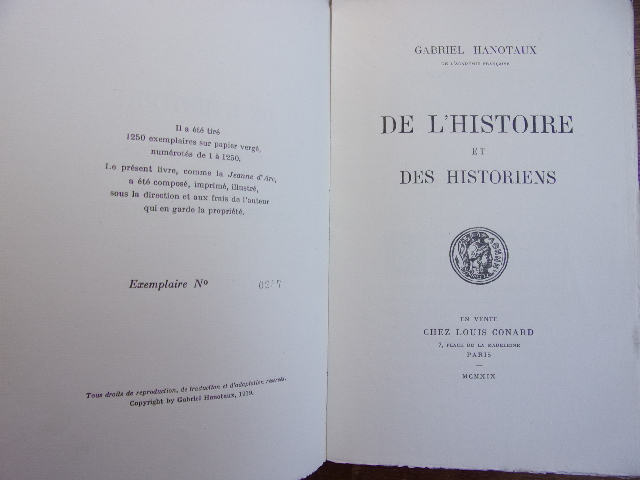 Il a été tiré
1250 exemplaires sur papier vergé,
numérotés de 1 à 1250.
Le présent livre, comme la Jeanne d'Arc,
a été composé, imprimé, illustré,
sous la direction et aux frais de l'auteur
qui en garde la propriété.
Exemplaire No
Tous droits de reproduction, de traduction et d'adaptation réservés.
Copyright by Gabriel Hanotaux, 1919.
GABRIEL HANOTAUX
DE L'ACADÉMIE FRANÇAISE
DE L'HISTOIRE
ET
DES HISTORIENS
EN VENTE
CHEZ LOUIS CONARD
7, PLACE DE LA MADELEINE
PARIS
MCMXIX